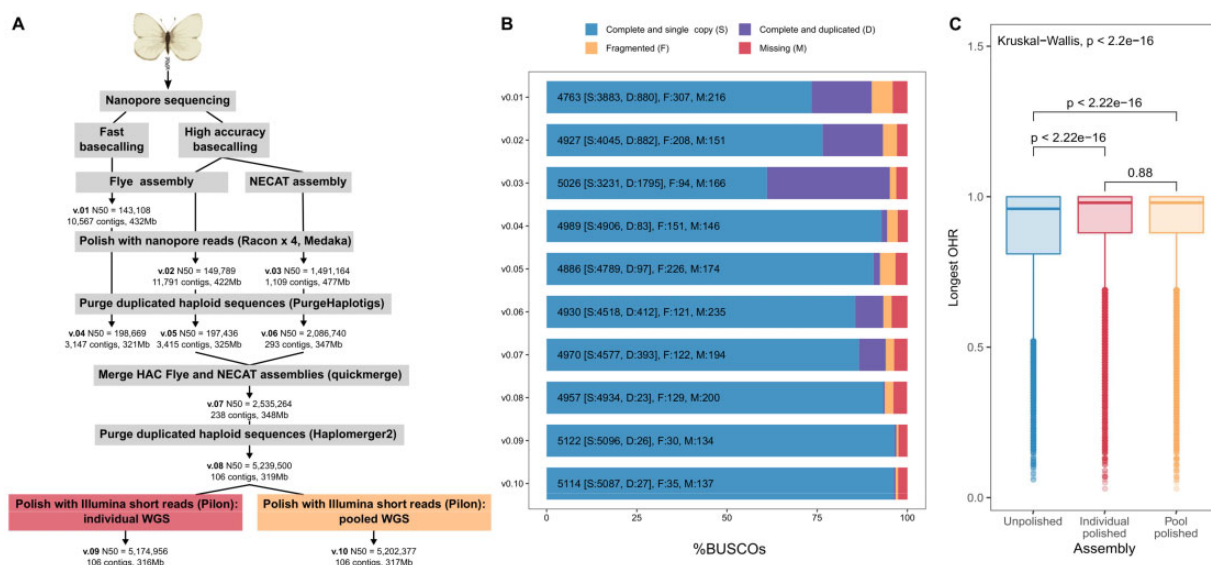 A
Nanopore sequencing
Fast
basecalling
High accuracy
basecalling
Flye assembly
NECAT assembly
v.01 N50 = 143,108
10,567 contigs, 432Mb
Polish with nanopore reads (Racon x 4, Medaka)
v.02 N50 = 149,789
11,791 contigs, 422Mb
v.03 N50 = 1,491,164
1,109 contigs, 477Mb
Purge duplicated haploid sequences (PurgeHaplotigs)
v.04 N50 = 198,669
3,147 contigs, 321Mb
v.05 N50 = 197,436
3,415 contigs, 325Mb
v.06 N50 = 2,086,740
293 contigs, 347Mb
Merge HAC Flye and NECAT assemblies (quickmerge)
v.07 N50 = 2,535,264
238 contigs, 348Mb
Purge duplicated haploid sequences (Haplomerger2)
v.08 N50 = 5,239,500
106 contigs, 319Mb
Polish with Illumina short reads (Pilon):
individual WGS
Polish with Illumina short reads (Pilon):
pooled WGS
v.09 N50 = 5,174,956
106 contigs, 316Mb
v.10 N50 = 5,202,377
106 contigs, 317Mb
B
Complete and single copy (S)
Complete and duplicated (D)
Fragmented (F)
Missing (M)
v0.01
4763 [S:3883, D:880], F:307, M:216
v0.02
4927 [S:4045, D:882], F:208, M:151
v0.03
5026 [S:3231, D:1795], F:94, M:166
v0.04
4989 [S:4906, D:83], F:151, M:146
v0.05
4886 [S:4789, D:97], F:226, M:174
v0.06
4930 [S:4518, D:412], F:121, M:235
v0.07
4970 [S:4577, D:393], F:122, M:194
v0.08
4957 [S:4934, D:23], F:129, M:200
v0.09
5122 [S:5096, D:26], F:30, M:134
v0.10
5114 [S:5087, D:27], F:35, M:137
0 25 50 75 100
%BUSCOs
C
Kruskal−Wallis, p < 2.2e−16
p < 2.22e−16
p < 2.22e−16
0.88
1.5
1.0
0.5
0.0
Longest OHR
Unpolished
Individual
polished
Pool
polished
Assembly